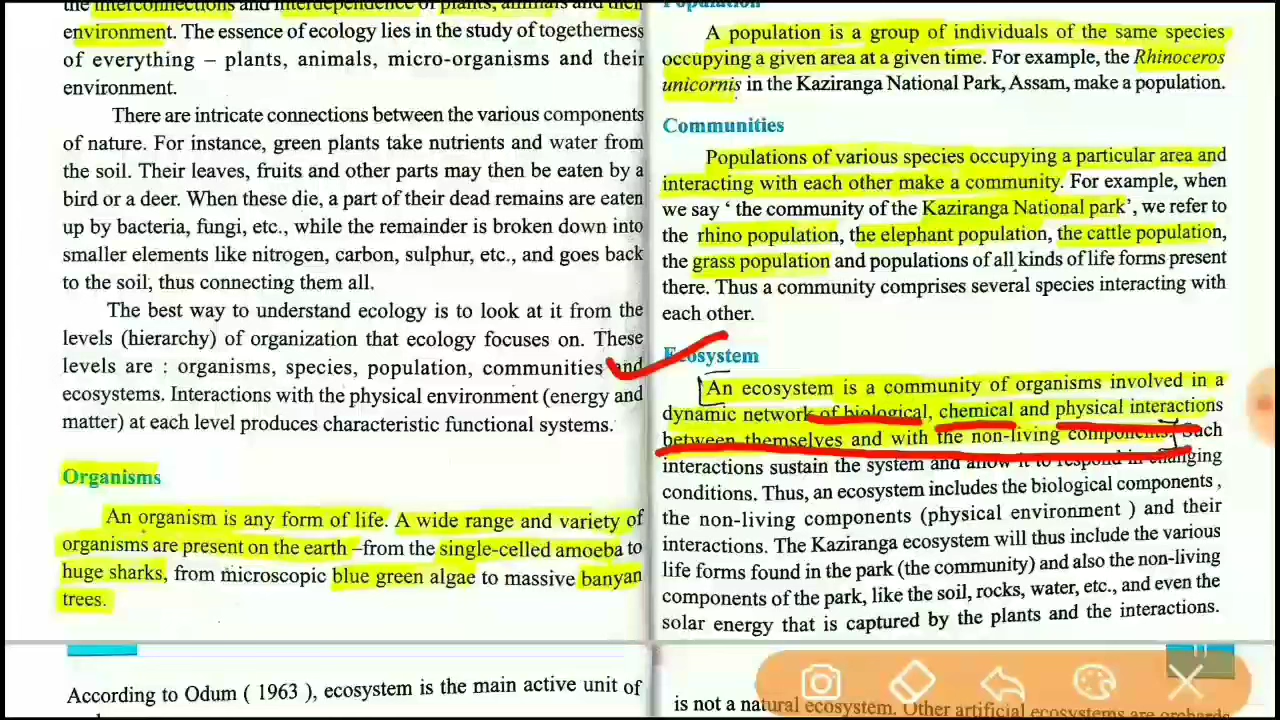 the interconnections and interdependence of plants, animals and their
environment. The essence of ecology lies in the study of togetherness
of everything – plants, animals, micro-organisms and their
environment.
There are intricate connections between the various components
of nature. For instance, green plants take nutrients and water from
the soil. Their leaves, fruits and other parts may then be eaten by a
bird or a deer. When these die, a part of their dead remains are eaten
up by bacteria, fungi, etc., while the remainder is broken down into
smaller elements like nitrogen, carbon, sulphur, etc., and goes back
to the soil, thus connecting them all.
The best way to understand ecology is to look at it from the
levels (hierarchy) of organization that ecology focuses on. These
levels are : organisms, species, population, communities and
ecosystems. Interactions with the physical environment (energy and
matter) at each level produces characteristic functional systems.
Organisms
An organism is any form of life. A wide range and variety of
organisms are present on the earth –from the single-celled amoeba to
huge sharks, from microscopic blue green algae to massive banyan
trees.
According to Odum ( 1963 ), ecosystem is the main active unit of
Population
A population is a group of individuals of the same species
occupying a given area at a given time. For example, the Rhinoceros
unicornis in the Kaziranga National Park, Assam, make a population.
Communities
Populations of various species occupying a particular area and
interacting with each other make a community. For example, when
we say ‘ the community of the Kaziranga National park’, we refer to
the rhino population, the elephant population, the cattle population,
the grass population and populations of all kinds of life forms present
there. Thus a community comprises several species interacting with
each other.
Ecosystem
An ecosystem is a community of organisms involved in a
dynamic network of biological, chemical and physical interactions
between themselves and with the non-living components. Such
interactions sustain the system and allow it to respond in changing
conditions. Thus, an ecosystem includes the biological components ,
the non-living components (physical environment ) and their
interactions. The Kaziranga ecosystem will thus include the various
life forms found in the park (the community) and also the non-living
components of the park, like the soil, rocks, water, etc., and even the
solar energy that is captured by the plants and the interactions.
is not a natural ecosystem. Other artificial ecosystems are orchards